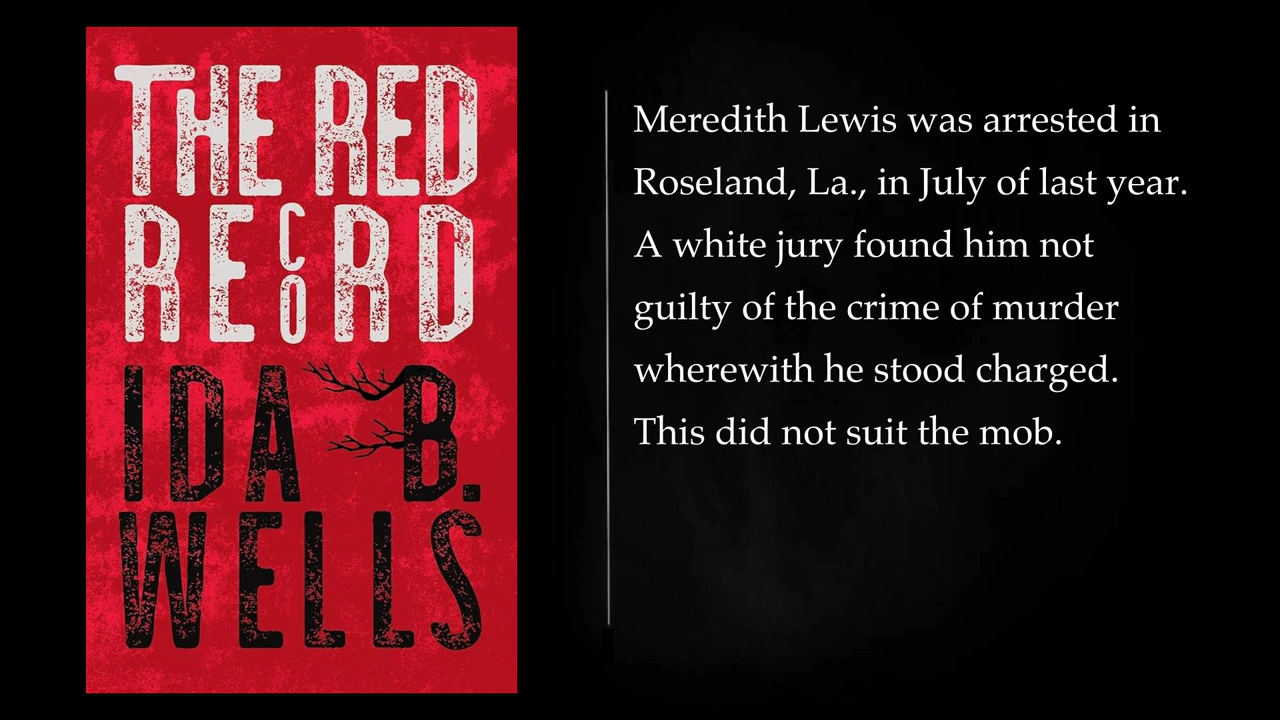 THE RED
RECORD
IDA B.
WELLS
Meredith Lewis was arrested in
Roseland, La., in July of last year.
A white jury found him not
guilty of the crime of murder
wherewith he stood charged.
This did not suit the mob.